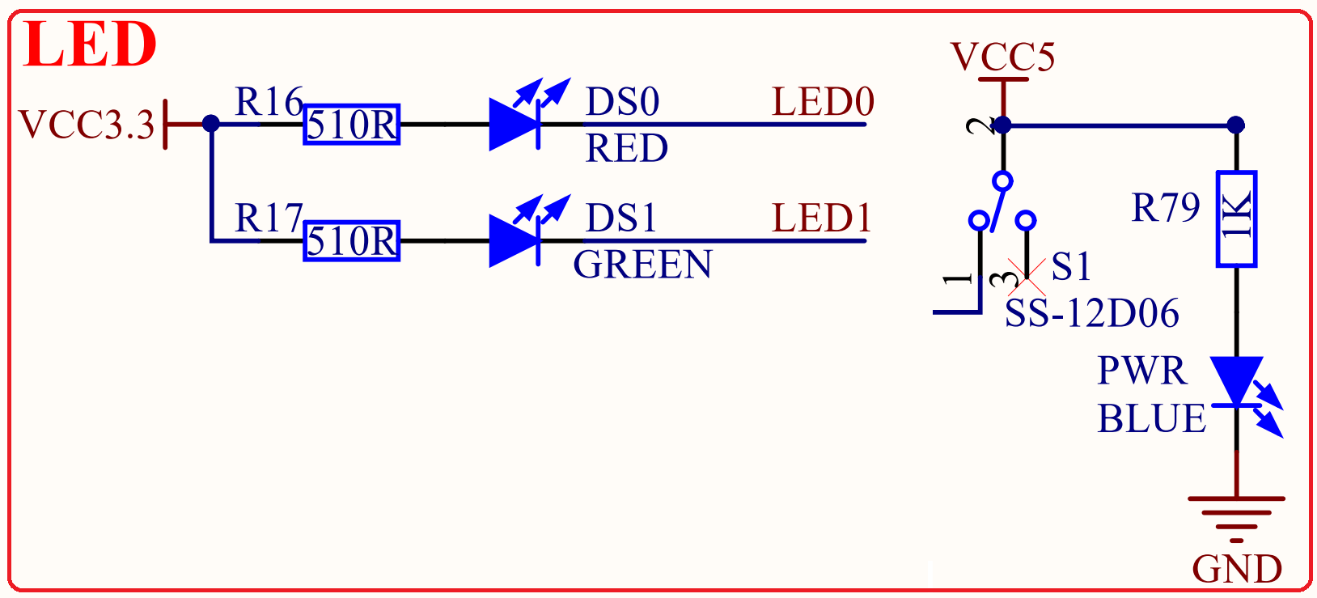 LED
VCC3.3
R16
510R
DS0
RED
LED0
R17
510R
DS1
GREEN
LED1
VCC5
2
1
3
S1
SS-12D06
R79
1K
PWR
BLUE
GND